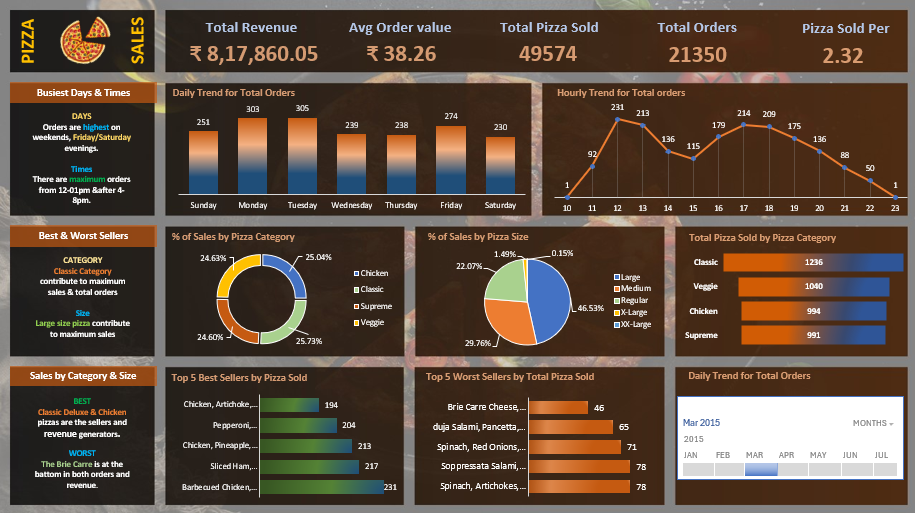 PIZZA
SALES
Total Revenue
₹ 8,17,860.05
Avg Order value
₹ 38.26
Total Pizza Sold
49574
Total Orders
21350
Pizza Sold Per
2.32
Busiest Days & Times
DAYS
Orders are highest on
weekends, Friday/Saturday
evenings.
Times
There are maximum orders
from 12-01pm &after 4-
8pm.
Daily Trend for Total Orders
251
303
305
239
238
274
230
Sunday
Monday
Tuesday
Wednesday
Thursday
Friday
Saturday
Hourly Trend for Total orders
1
92
231
213
136
115
179
214
209
175
136
88
50
1
10
11
12
13
14
15
16
17
18
19
20
21
22
23
Best & Worst Sellers
CATEGORY
Classic Category
contribute to maximum
sales & total orders
Size
Large size pizza contribute
to maximum sales
% of Sales by Pizza Category
24.63%
25.04%
24.60%
25.73%
Chicken
Classic
Supreme
Veggie
% of Sales by Pizza Size
1.49%
0.15%
22.07%
46.53%
29.76%
Large
Medium
Regular
X-Large
XX-Large
Total Pizza Sold by Pizza Category
Classic 1236
Veggie 1040
Chicken 994
Supreme 991
Sales by Category & Size
BEST
Classic Deluxe & Chicken
pizzas are the sellers and
revenue generators.
WORST
The Brie Carre is at the
battom in both orders and
revenue.
Top 5 Best Sellers by Pizza Sold
Chicken, Artichoke,... 194
Pepperoni,... 204
Chicken, Pineapple,... 213
Sliced Ham,... 217
Barbecued Chicken,... 231
Top 5 Worst Sellers by Total Pizza Sold
Brie Carre Cheese,... 46
duja Salami, Pancetta,... 65
Spinach, Red Onions,... 71
Soppressata Salami,... 78
Spinach, Artichokes,... 78
Daily Trend for Total Orders
Mar 2015
MONTHS
2015
JAN FEB MAR APR MAY JUN JUL